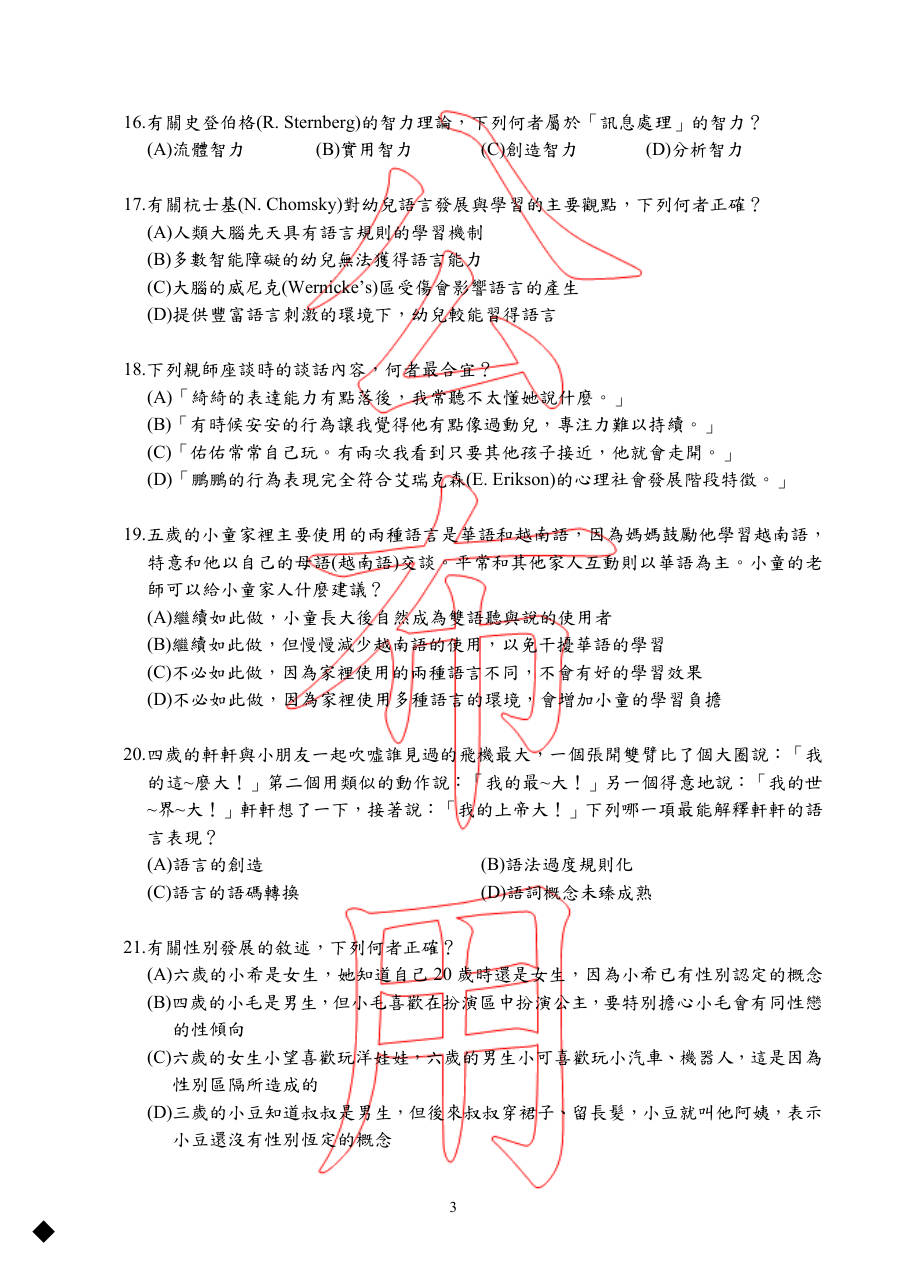 16.有關史登伯格(R. Sternberg)的智力理論，下列何者屬於「訊息處理」的智力？
(A)流體智力 (B)實用智力 (C)創造智力 (D)分析智力
17.有關杭士基(N. Chomsky)對幼兒語言發展與學習的主要觀點，下列何者正確？
(A)人類大腦先天具有語言規則的學習機制
(B)多數智能障礙的幼兒無法獲得語言能力
(C)大腦的威尼克(Wernicke’s)區受傷會影響語言的產生
(D)提供豐富語言刺激的環境下，幼兒較能習得語言
18.下列親師座談時的談話內容，何者最合宜？
(A)「綺綺的表達能力有點落後，我常聽不太懂她說什麼。」
(B)「有時候安安的行為讓我覺得他有點像過動兒，專注力難以持續。」
(C)「佑佑常常自己玩。有兩次我看到只要其他孩子接近，他就會走開。」
(D)「鵬鵬的行為表現完全符合艾瑞克森(E. Erikson)的心理社會發展階段特徵。」
19.五歲的小童家裡主要使用的兩種語言是華語和越南語，因為媽媽鼓勵他學習越南語，
特意和他以自己的母語(越南語)交談。平常和其他家人互動則以華語為主。小童的老
師可以給小童家人什麼建議？
(A)繼續如此做，小童長大後自然成為雙語聽與說的使用者
(B)繼續如此做，但慢慢減少越南語的使用，以免干擾華語的學習
(C)不必如此做，因為家裡使用的兩種語言不同，不會有好的學習效果
(D)不必如此做，因為家裡使用多種語言的環境，會增加小童的學習負擔
20.四歲的軒軒與小朋友一起吹噓誰見過的飛機最大，一個張開雙臂比了個大圈說：「我
的這~麼大！」第二個用類似的動作說：「我的最~大！」另一個得意地說：「我的世
~界~大！」軒軒想了一下，接著說：「我的上帝大！」下列哪一項最能解釋軒軒的語
言表現？
(A)語言的創造 (B)語法過度規則化
(C)語言的語碼轉換 (D)語詞概念未臻成熟
21.有關性別發展的敘述，下列何者正確？
(A)六歲的小希是女生，她知道自己 20 歲時還是女生，因為小希已有性別認定的概念
(B)四歲的小毛是男生，但小毛喜歡在扮演區中扮演公主，要特別擔心小毛會有同性戀
的性傾向
(C)六歲的女生小望喜歡玩洋娃娃，六歲的男生小可喜歡玩小汽車、機器人，這是因為
性別區隔所造成的
(D)三歲的小豆知道叔叔是男生，但後來叔叔穿裙子、留長髮，小豆就叫他阿姨，表示
小豆還沒有性別恆定的概念
公布用
3